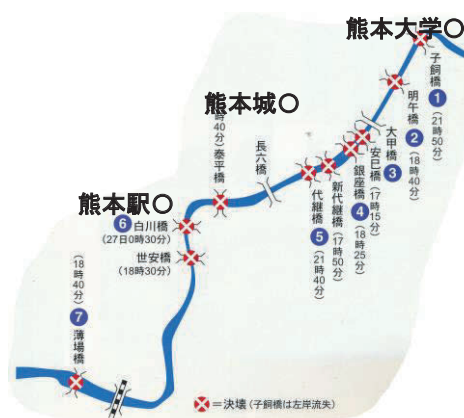 熊本大学○
子飼橋
1
(21時50分)
明午橋
2
(18時40分)
大甲橋
3
安巳橋
(17時15分)
銀座橋
4
(18時25分)
新代継橋
(17時50分)
代継橋
5
(21時40分)
長六橋
熊本城○
泰平橋
時40分)
熊本駅○
6 白川橋
(27日0時30分)
世安橋
(18時30分)
(18時40分)
7
薄場橋
=決壊(子飼橋は左岸流失)